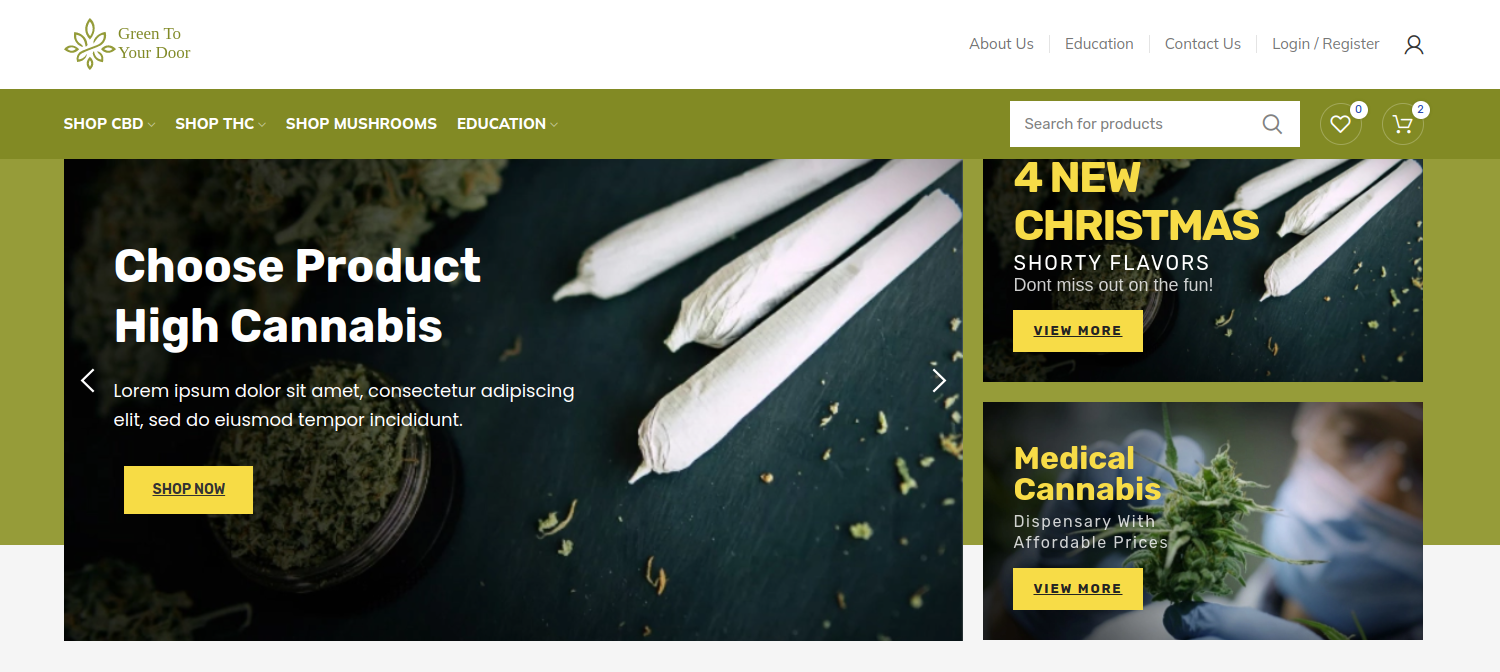 Green To
Your Door
About Us
Education
Contact Us
Login / Register
SHOP CBD
SHOP THC
SHOP MUSHROOMS
EDUCATION
Search for products
0
2
Choose Product
High Cannabis
Lorem ipsum dolor sit amet, consectetur adipiscing
elit, sed do eiusmod tempor incididunt.
SHOP NOW
4 NEW
CHRISTMAS
SHORTY FLAVORS
Dont miss out on the fun!
VIEW MORE
Medical
Cannabis
Dispensary With
Affordable Prices
VIEW MORE